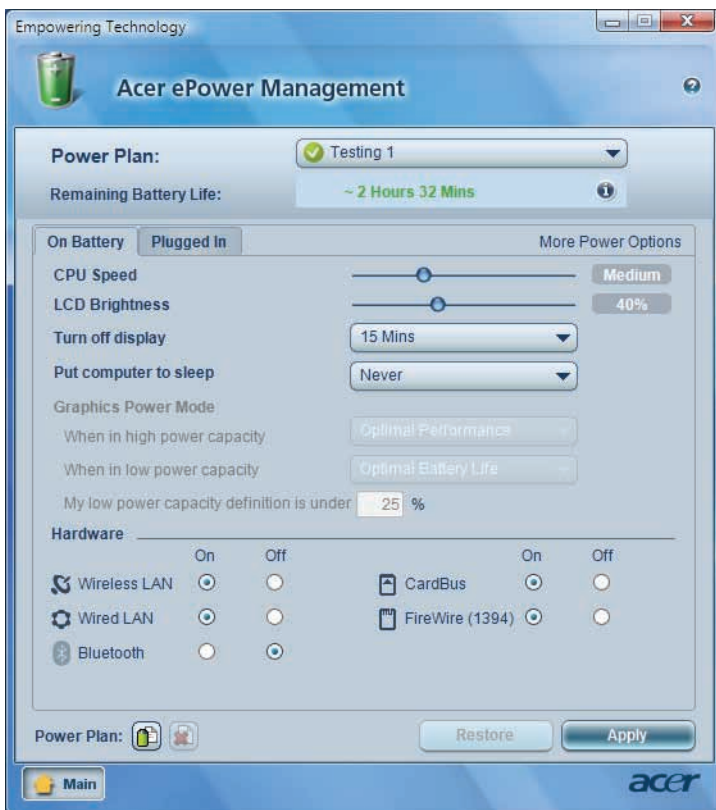 Empowering Technology
Acer ePower Management
Power Plan: Testing 1
Remaining Battery Life: ~ 2 Hours 32 Mins
On Battery Plugged In More Power Options
CPU Speed Medium
LCD Brightness 40%
Turn off display 15 Mins
Put computer to sleep Never
Graphics Power Mode
When in high power capacity Optimal Performance
When in low power capacity Optimal Battery Life
My low power capacity definition is under 25 %
Hardware
On Off On Off
Wireless LAN CardBus
Wired LAN FireWire (1394)
Bluetooth
Power Plan: Restore Apply
Main acer